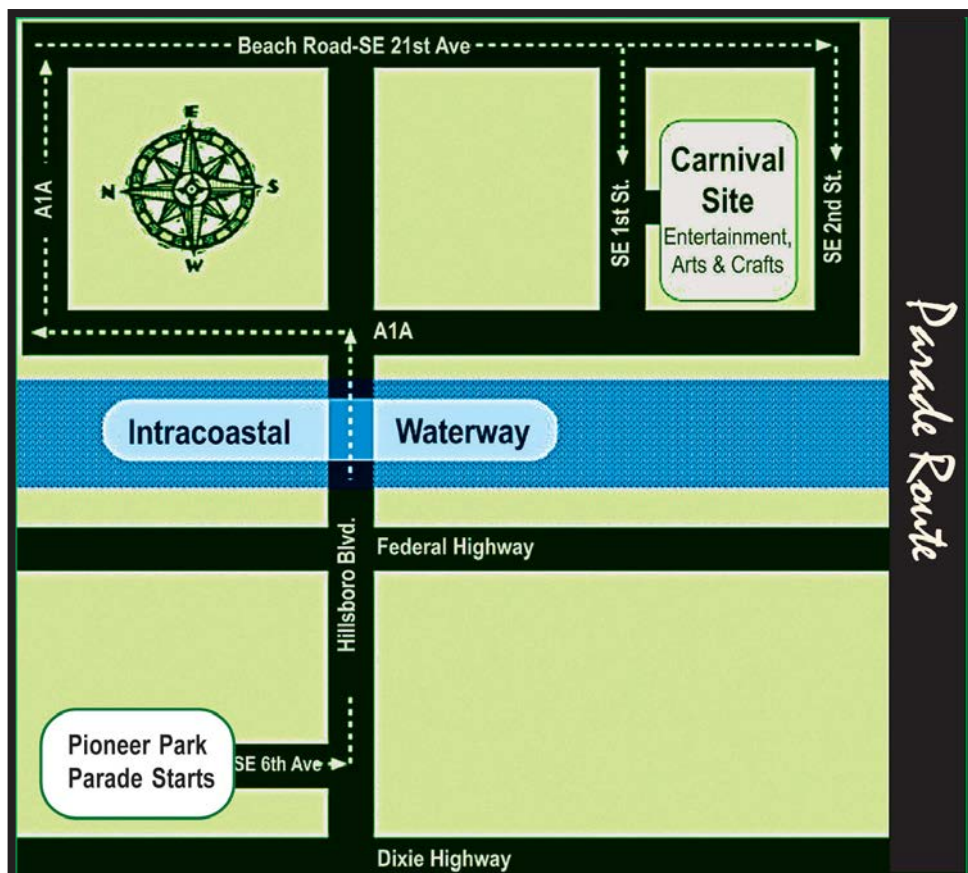 Beach Road-SE 21st Ave
E
N
S
W
A1A
Carnival
Site
Entertainment,
Arts & Crafts
SE 1st St.
SE 2nd St.
A1A
Intracoastal Waterway
Federal Highway
Hillsboro Blvd.
Pioneer Park
Parade Starts
SE 6th Ave
Dixie Highway
Parade Route